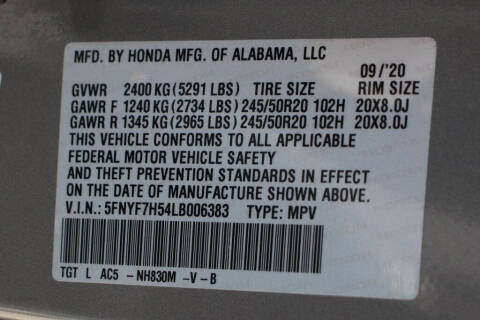 MFD. BY HONDA MFG. OF ALABAMA, LLC
09/'20
GVWR 2400 KG(5291 LBS) TIRE SIZE RIM SIZE
GAWR F 1240 KG(2734 LBS)245/50R20 102H 20X8.0J
GAWR R 1345 KG(2965 LBS)245/50R20 102H 20X8.0J
THIS VEHICLE CONFORMS TO ALL APPLICABLE
FEDERAL MOTOR VEHICLE SAFETY
AND THEFT PREVENTION STANDARDS IN EFFECT
ON THE DATE OF MANUFACTURE SHOWN ABOVE.
V.I.N.:5FNYF7H54LB006383 TYPE: MPV
TGT L AC5 -NH830M -V-B